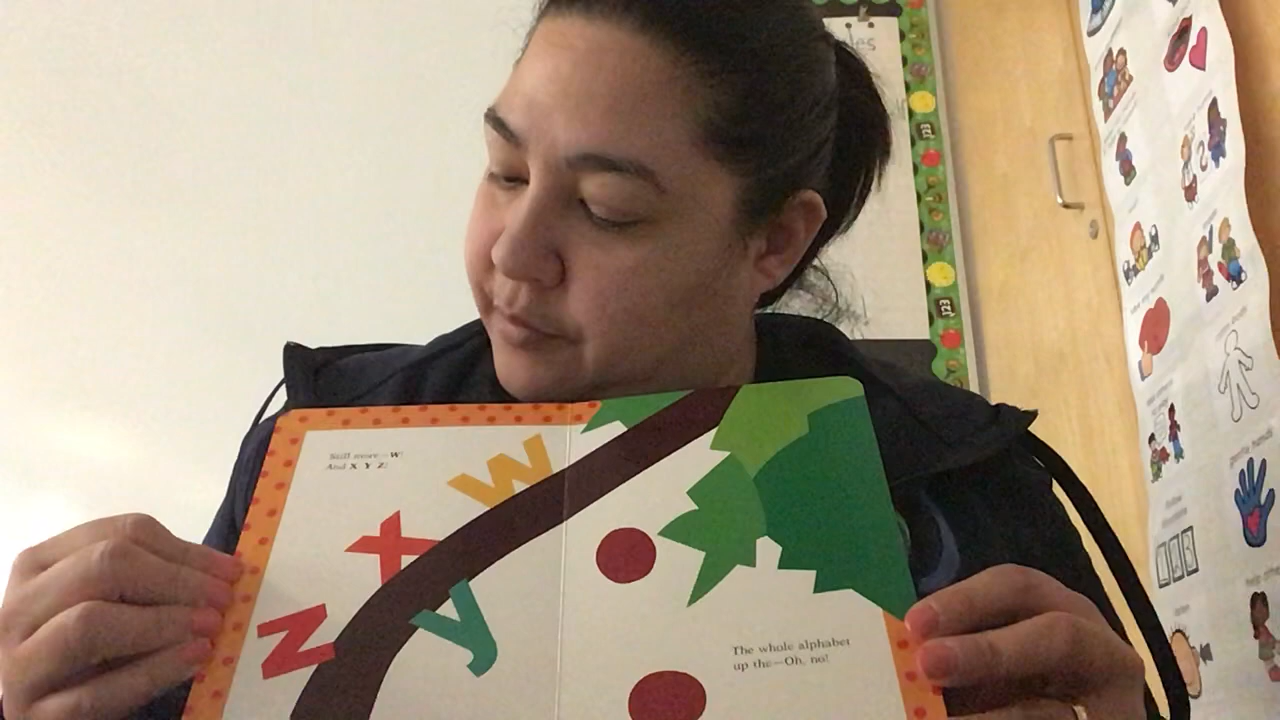 Still more—W!
And X Y Z!
w
x
y
z
The whole alphabet
up the—Oh, no!